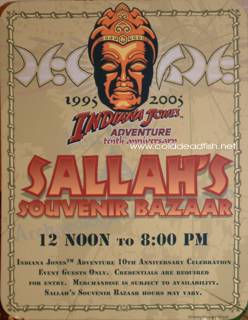 www.colddeadfish.net
1995 2005
INDIANA JONES
ADVENTURE
tenth anniversary
SALLAH'S
SOUVENIR BAZAAR
12 NOON TO 8:00 PM
INDIANA JONES™ ADVENTURE 10TH ANNIVERSARY CELEBRATION
EVENT GUESTS ONLY. CREDENTIALS ARE REQUIRED
FOR ENTRY. MERCHANDISE IS SUBJECT TO AVAILABILITY.
SALLAH'S SOUVENIR BAZAAR HOURS MAY VARY.